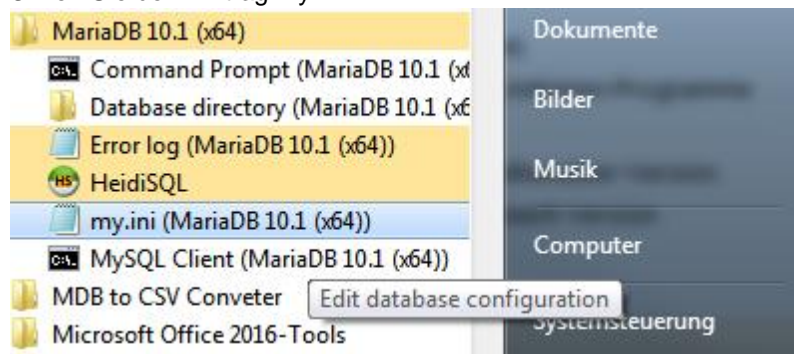 MariaDB 10.1 (x64)
Command Prompt (MariaDB 10.1 (x6
Database directory (MariaDB 10.1 (x6
Error log (MariaDB 10.1 (x64))
HeidiSQL
my.ini (MariaDB 10.1 (x64))
MySQL Client (MariaDB 10.1 (x64))
MDB to CSV Conveter
Edit database configuration
Microsoft Office 2016-Tools
Dokumente
Bilder
Musik
Computer
Systemsteuerung